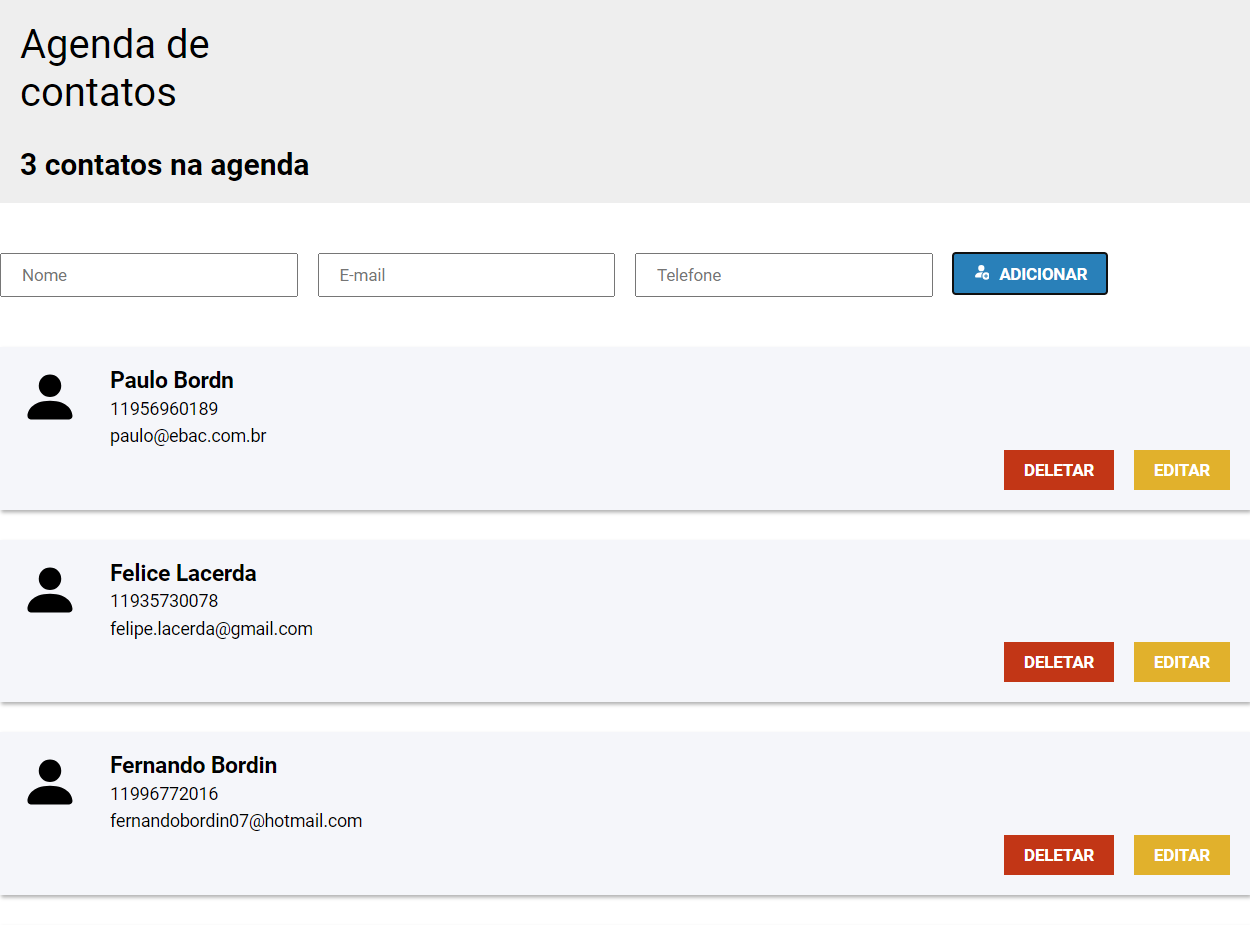 Agenda de
contatos
3 contatos na agenda
Nome E-mail Telefone ADICIONAR
Paulo Bordn
11956960189
paulo@ebac.com.br
DELETAR EDITAR
Felice Lacerda
11935730078
felipe.lacerda@gmail.com
DELETAR EDITAR
Fernando Bordin
11996772016
fernandobordin07@hotmail.com
DELETAR EDITAR